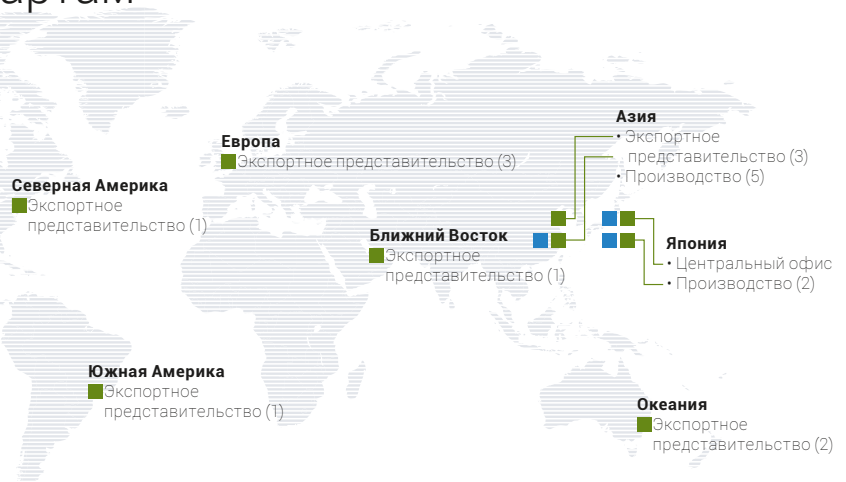 Азия
• Экспортное
представительство (3)
• Производство (5)
Европа
Экспортное представительство (3)
Северная Америка
Экспортное
представительство (1)
Ближний Восток
Экспортное
представительство (1)
Япония
• Центральный офис
• Производство (2)
Южная Америка
Экспортное
представительство (1)
Океания
Экспортное
представительство (2)